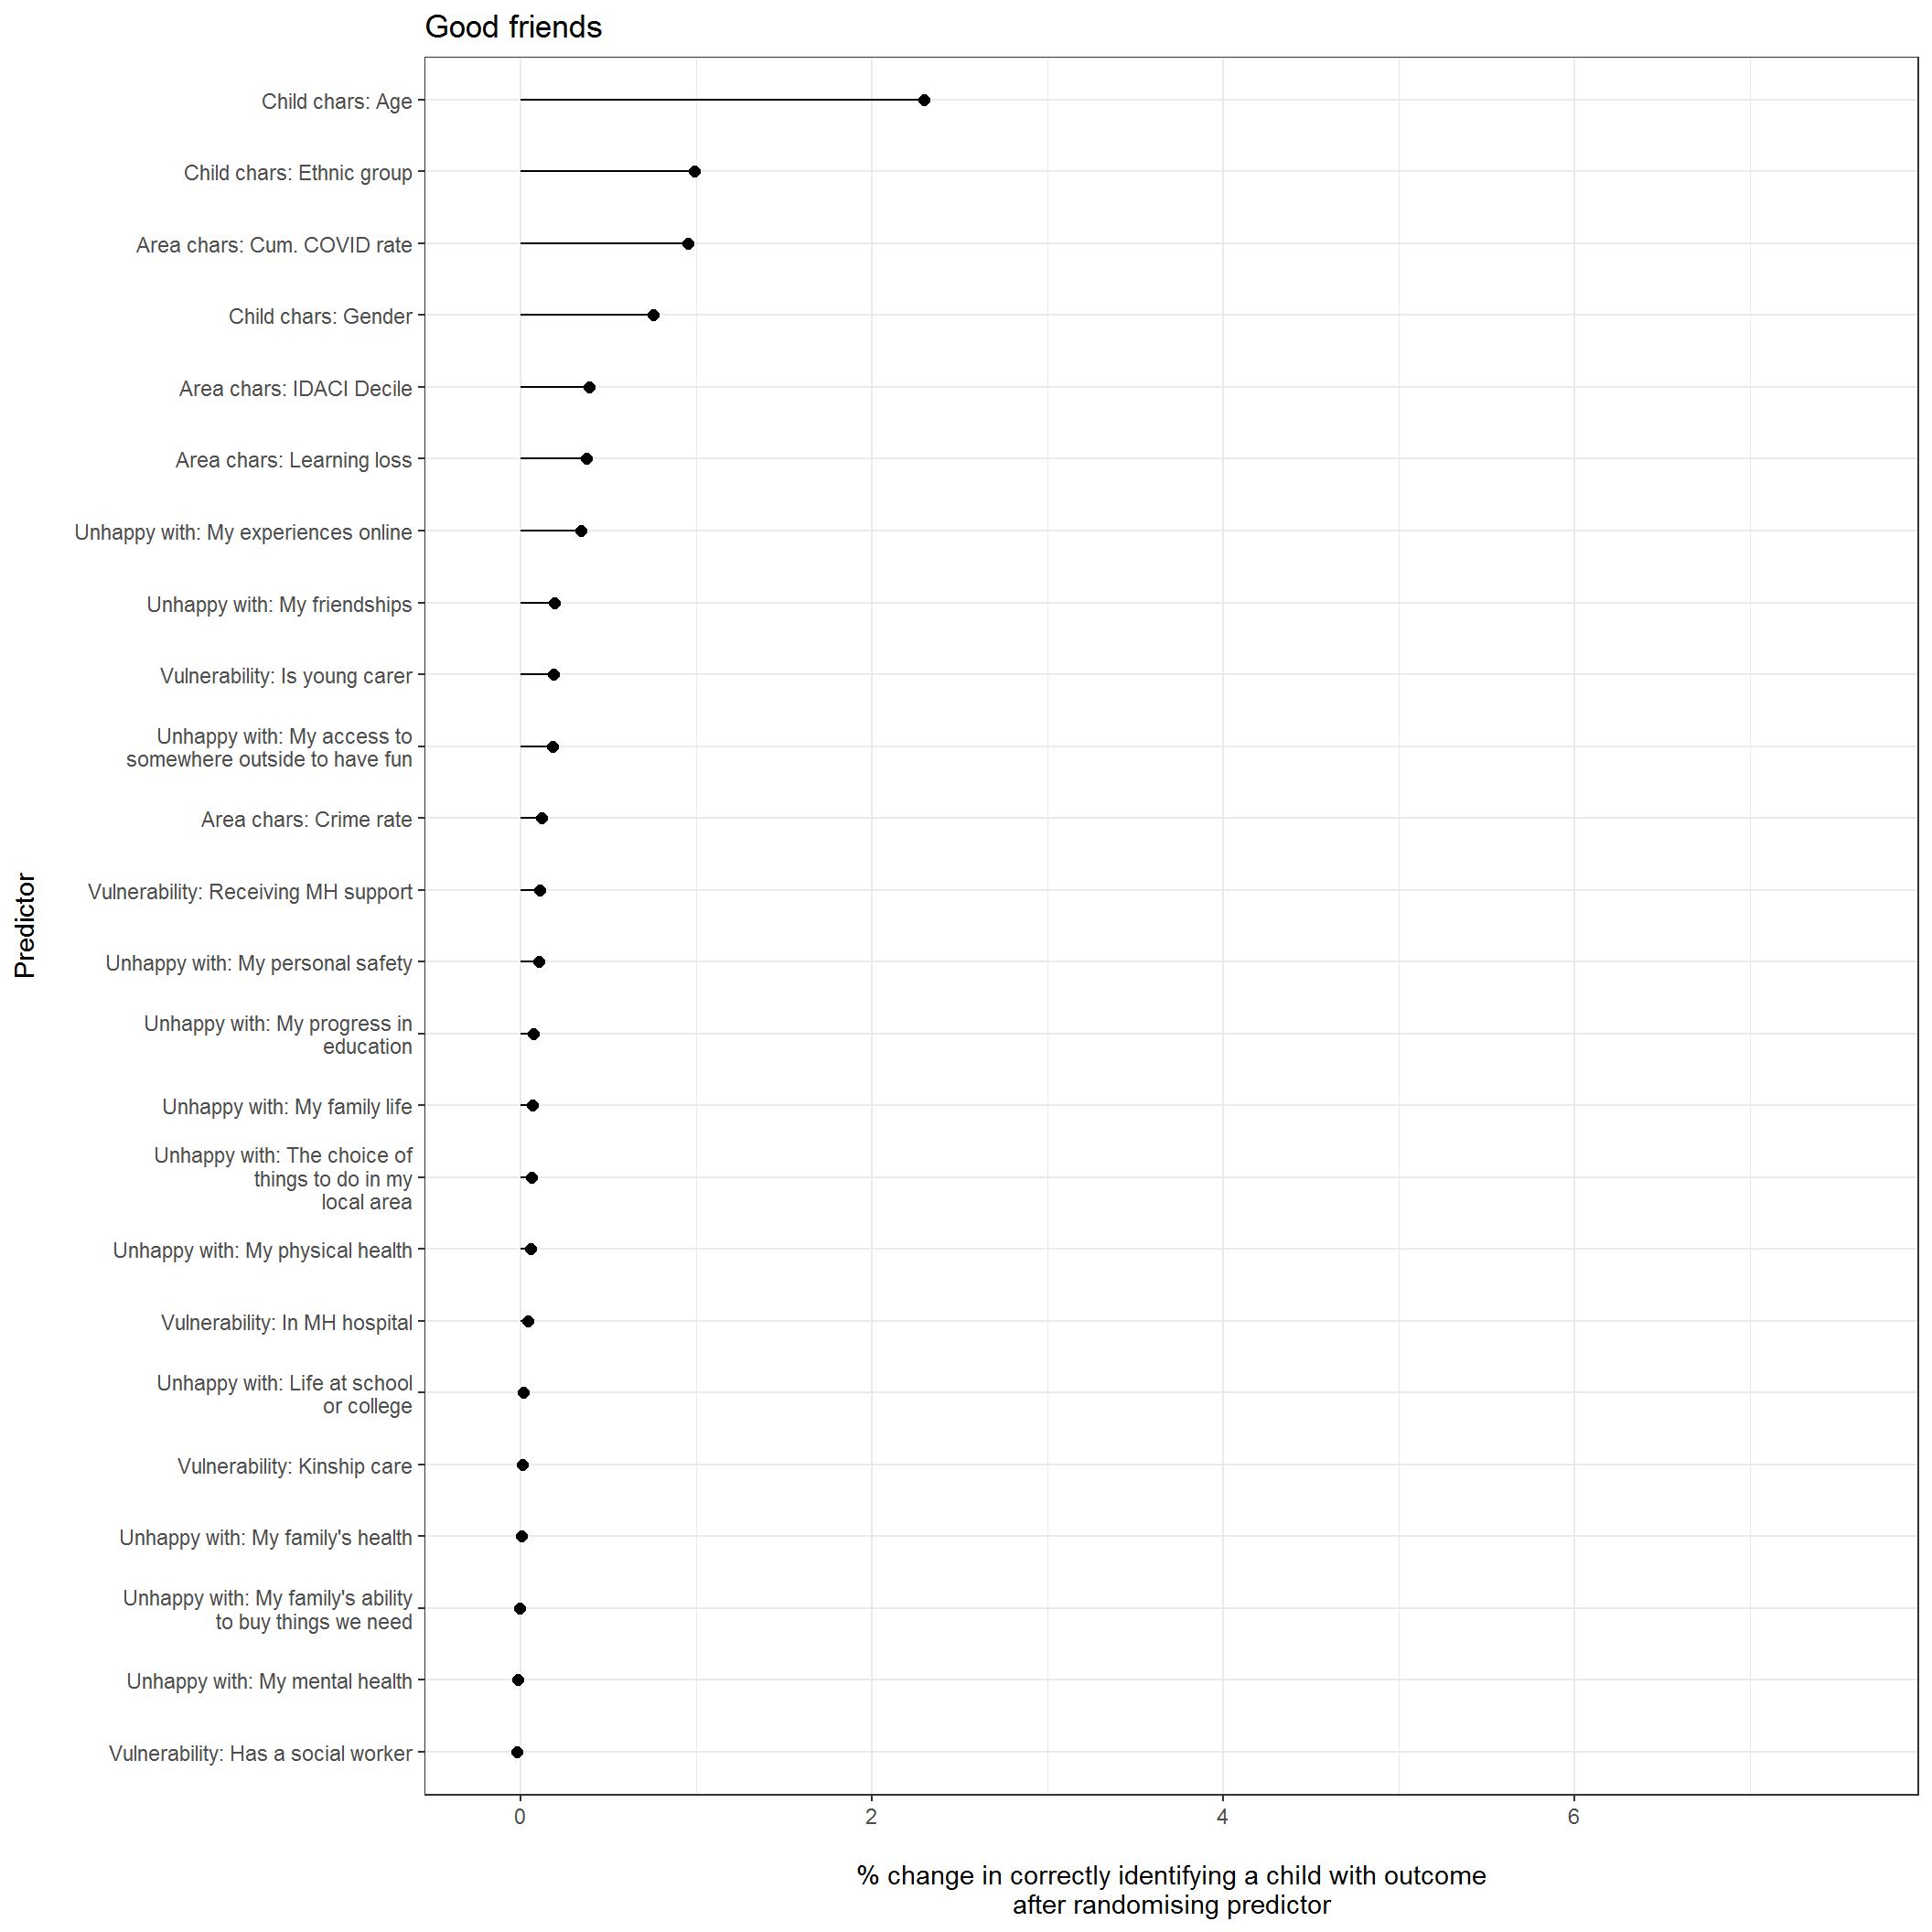 Good friends
Child chars: Age
Child chars: Ethnic group
Area chars: Cum. COVID rate
Child chars: Gender
Area chars: IDACI Decile
Area chars: Learning loss
Unhappy with: My experiences online
Unhappy with: My friendships
Vulnerability: Is young carer
Unhappy with: My access to
somewhere outside to have fun
Area chars: Crime rate
Vulnerability: Receiving MH support
Unhappy with: My personal safety
Unhappy with: My progress in
education
Unhappy with: My family life
Unhappy with: The choice of
things to do in my
local area
Unhappy with: My physical health
Vulnerability: In MH hospital
Unhappy with: Life at school
or college
Vulnerability: Kinship care
Unhappy with: My family's health
Unhappy with: My family's ability
to buy things we need
Unhappy with: My mental health
Vulnerability: Has a social worker
Predictor
0 2 4 6
% change in correctly identifying a child with outcome
after randomising predictor